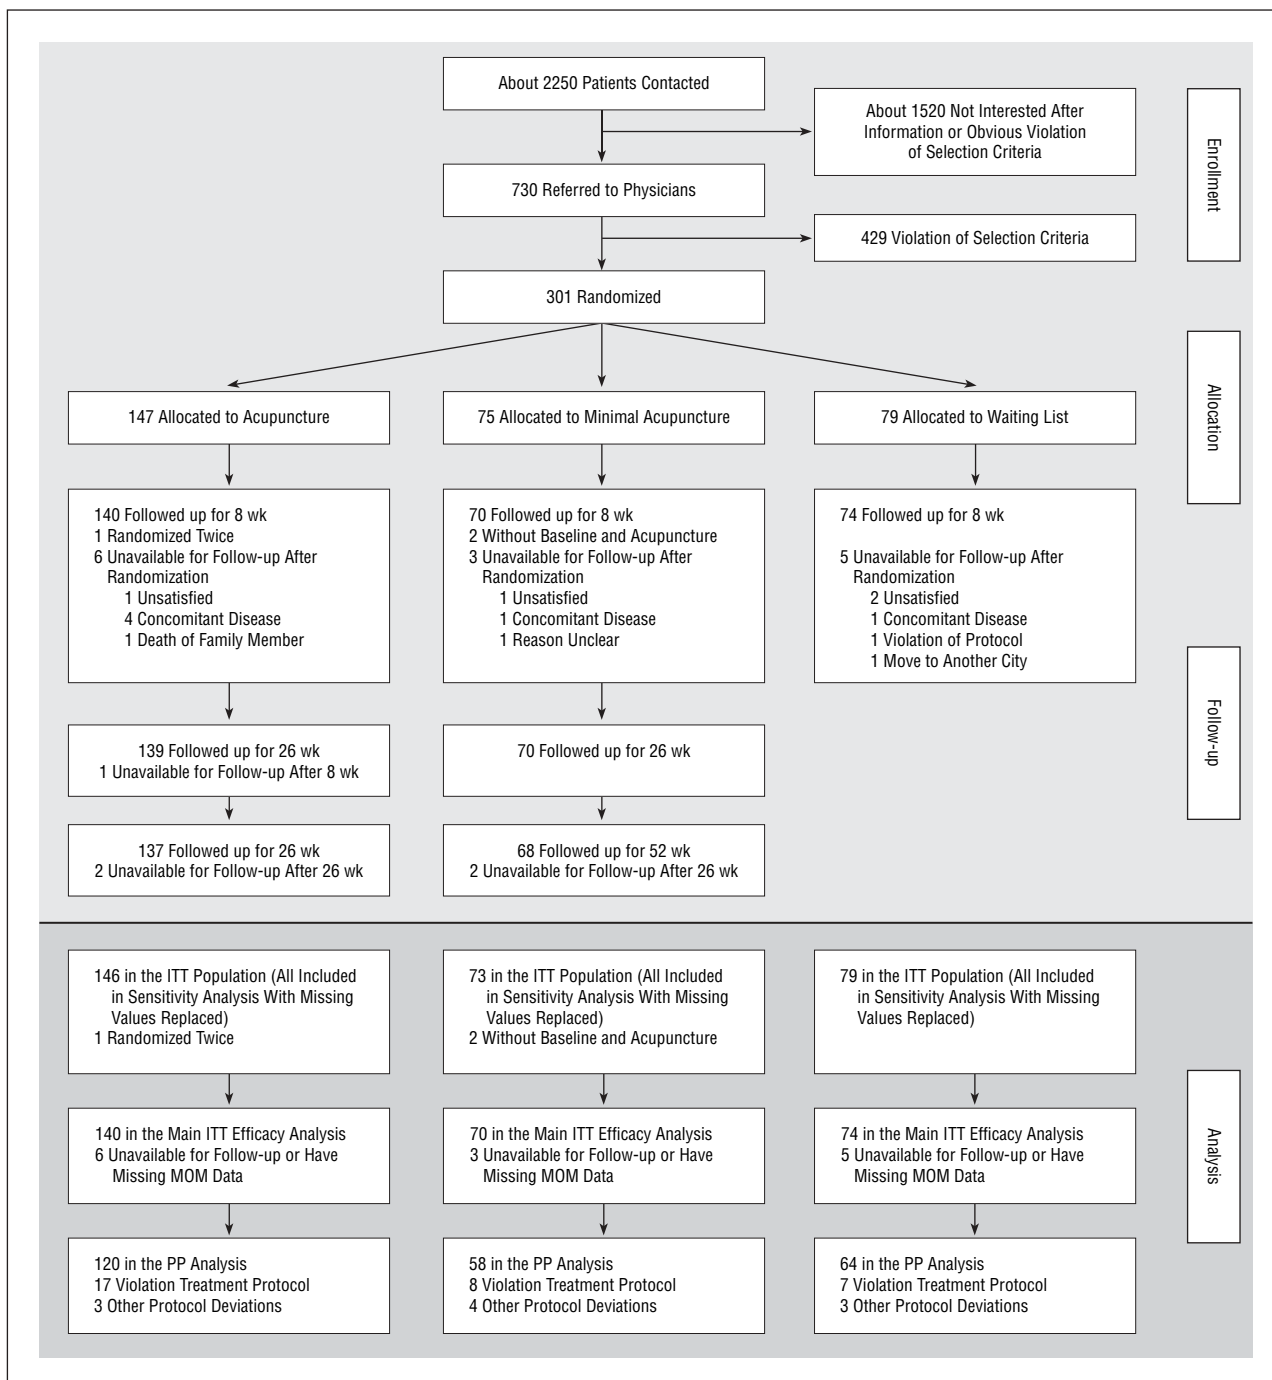 About 2250 Patients Contacted
About 1520 Not Interested After
Information or Obvious Violation
of Selection Criteria
Enrollment
730 Referred to Physicians
429 Violation of Selection Criteria
301 Randomized
Allocation
147 Allocated to Acupuncture
75 Allocated to Minimal Acupuncture
79 Allocated to Waiting List
140 Followed up for 8 wk
1 Randomized Twice
6 Unavailable for Follow-up After
Randomization
1 Unsatisfied
4 Concomitant Disease
1 Death of Family Member
70 Followed up for 8 wk
2 Without Baseline and Acupuncture
3 Unavailable for Follow-up After
Randomization
1 Unsatisfied
1 Concomitant Disease
1 Reason Unclear
74 Followed up for 8 wk
5 Unavailable for Follow-up After
Randomization
2 Unsatisfied
1 Concomitant Disease
1 Violation of Protocol
1 Move to Another City
Follow-up
139 Followed up for 26 wk
1 Unavailable for Follow-up After 8 wk
70 Followed up for 26 wk
137 Followed up for 26 wk
2 Unavailable for Follow-up After 26 wk
68 Followed up for 52 wk
2 Unavailable for Follow-up After 26 wk
146 in the ITT Population (All Included
in Sensitivity Analysis With Missing
Values Replaced)
1 Randomized Twice
73 in the ITT Population (All Included
in Sensitivity Analysis With Missing
Values Replaced)
2 Without Baseline and Acupuncture
79 in the ITT Population (All Included
in Sensitivity Analysis With Missing
Values Replaced)
Analysis
140 in the Main ITT Efficacy Analysis
6 Unavailable for Follow-up or Have
Missing MOM Data
70 in the Main ITT Efficacy Analysis
3 Unavailable for Follow-up or Have
Missing MOM Data
74 in the Main ITT Efficacy Analysis
5 Unavailable for Follow-up or Have
Missing MOM Data
120 in the PP Analysis
17 Violation Treatment Protocol
3 Other Protocol Deviations
58 in the PP Analysis
8 Violation Treatment Protocol
4 Other Protocol Deviations
64 in the PP Analysis
7 Violation Treatment Protocol
3 Other Protocol Deviations